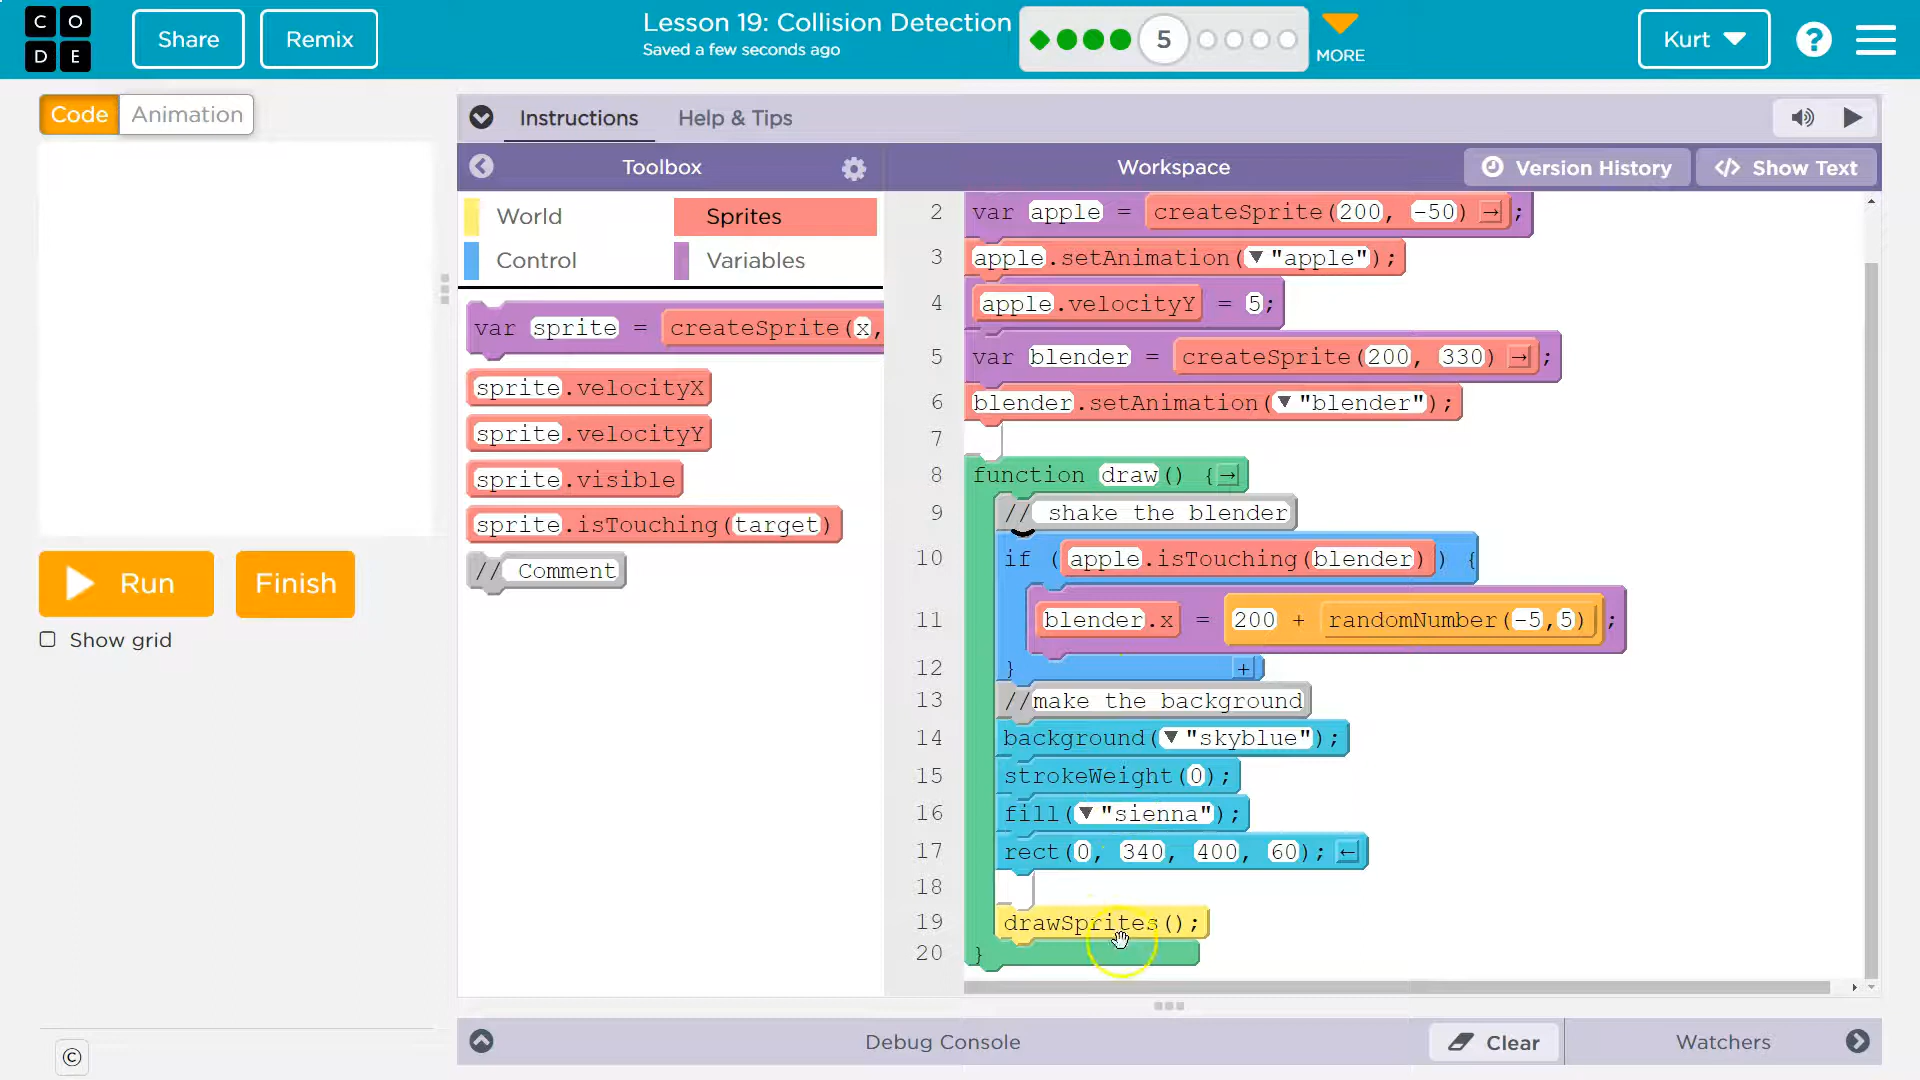 CO
DE
Share
Remix
Lesson 19: Collision Detection
Saved a few seconds ago
5
MORE
Kurt
?
Code
Animation
Instructions
Help & Tips
Toolbox
Workspace
Version History
</> Show Text
World
Sprites
Control
Variables
var sprite = createSprite(x,
sprite.velocityX
sprite.velocityY
sprite.visible
sprite.isTouching(target)
// Comment
2 var apple = createSprite(200, -50) → ;
3 apple.setAnimation(▼"apple");
4 apple.velocityY = 5;
5 var blender = createSprite(200, 330) → ;
6 blender.setAnimation(▼"blender");
7
8 function draw() {→
9 // shake the blender
10 if (apple.isTouching(blender)) {
11 blender.x = 200 + randomNumber(-5,5) ;
12 } +
13 //make the background
14 background(▼"skyblue");
15 strokeWeight(0);
16 fill(▼"sienna");
17 rect(0, 340, 400, 60); ←
18
19 drawSprites();
20 }
Run
Finish
Show grid
©
Debug Console
Clear
Watchers